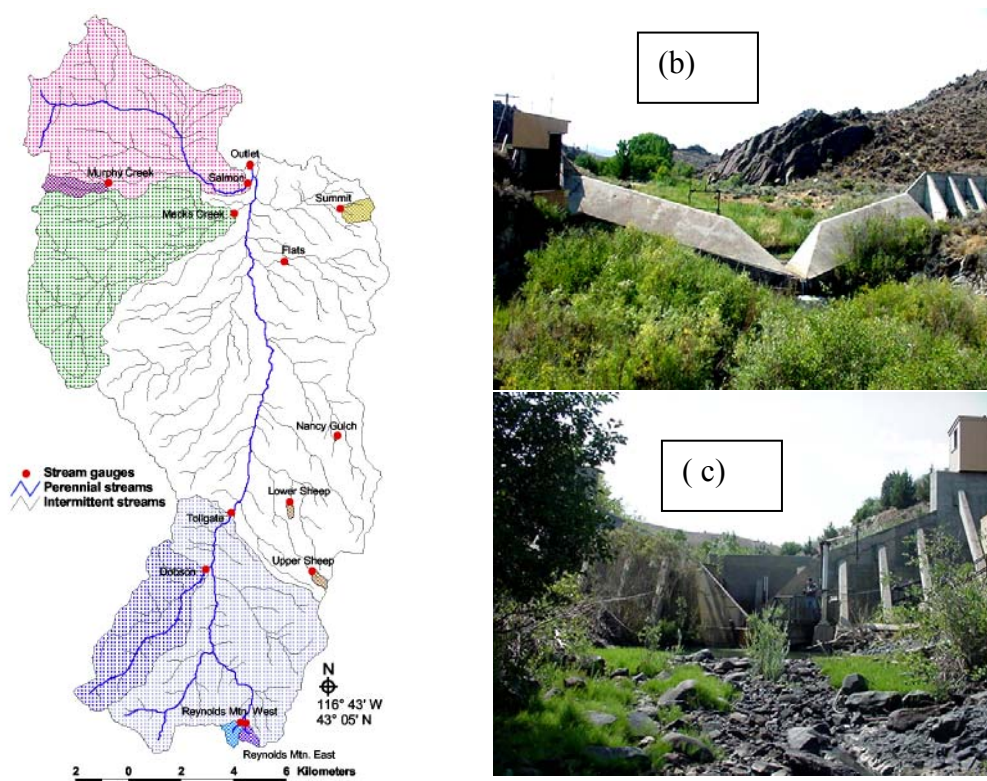 Outlet
Murphy Creek
Salmon
Summit
Macks Creek
Flats
Nancy Gulch
Stream gauges
Perennial streams
Intermittent streams
Lower Sheep
Tollgate
Upper Sheep
Dobson
N
116° 43' W
43° 05' N
Reynolds Mtn. West
Reynolds Mtn. East
2 0 2 4 6 Kilometers
(b)
( c)